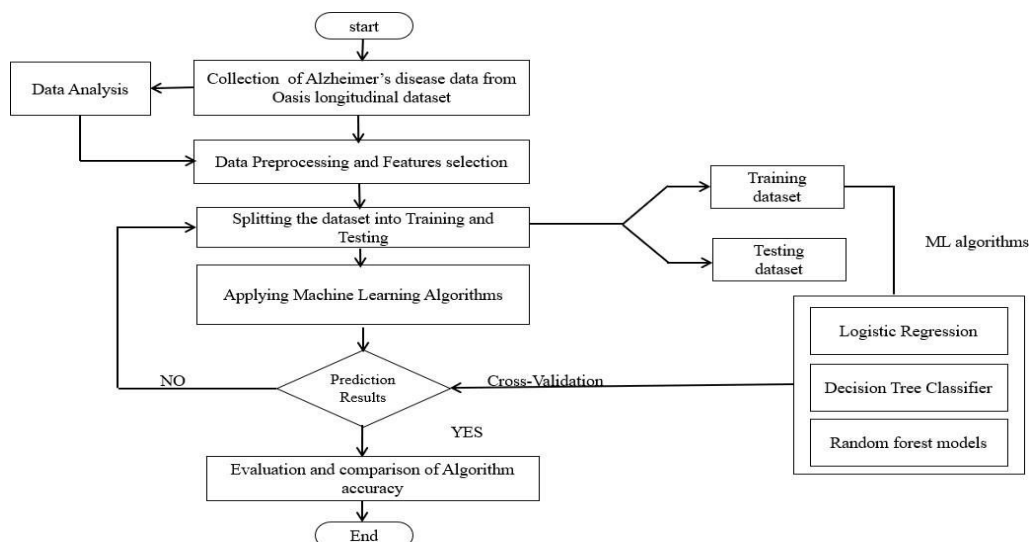 start
Data Analysis
Collection of Alzheimer's disease data from
Oasis longitudinal dataset
Data Preprocessing and Features selection
Splitting the dataset into Training and
Testing
Training
dataset
Testing
dataset
ML algorithms
Applying Machine Learning Algorithms
Logistic Regression
Decision Tree Classifier
Random forest models
NO
Prediction
Results
Cross-Validation
YES
Evaluation and comparison of Algorithm
accuracy
End